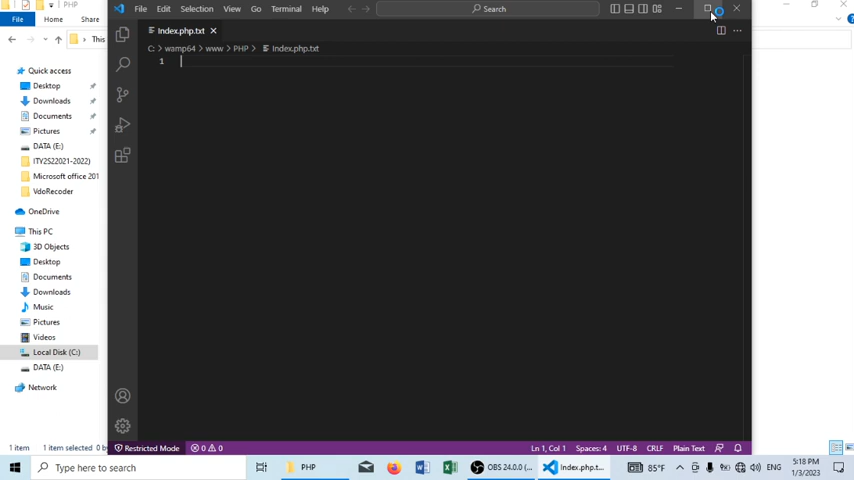 PHP
File
Home
Share
This
Quick access
Desktop
Downloads
Documents
Pictures
DATA (E:)
ITY2S22021-2022)
Microsoft office 201
VdoRecoder
OneDrive
This PC
3D Objects
Desktop
Documents
Downloads
Music
Pictures
Videos
Local Disk (C:)
DATA (E:)
Network
1 item 1 item selected 0 b
File Edit Selection View Go Terminal Help Search
Index.php.txt
C: > wamp64 > www > PHP > Index.php.txt
1
Restricted Mode 0 0 Ln 1, Col 1 Spaces: 4 UTF-8 CRLF Plain Text
Type here to search PHP OBS 24.0.0 (... Index.php.t... 85°F ENG 5:18 PM
1/3/2023